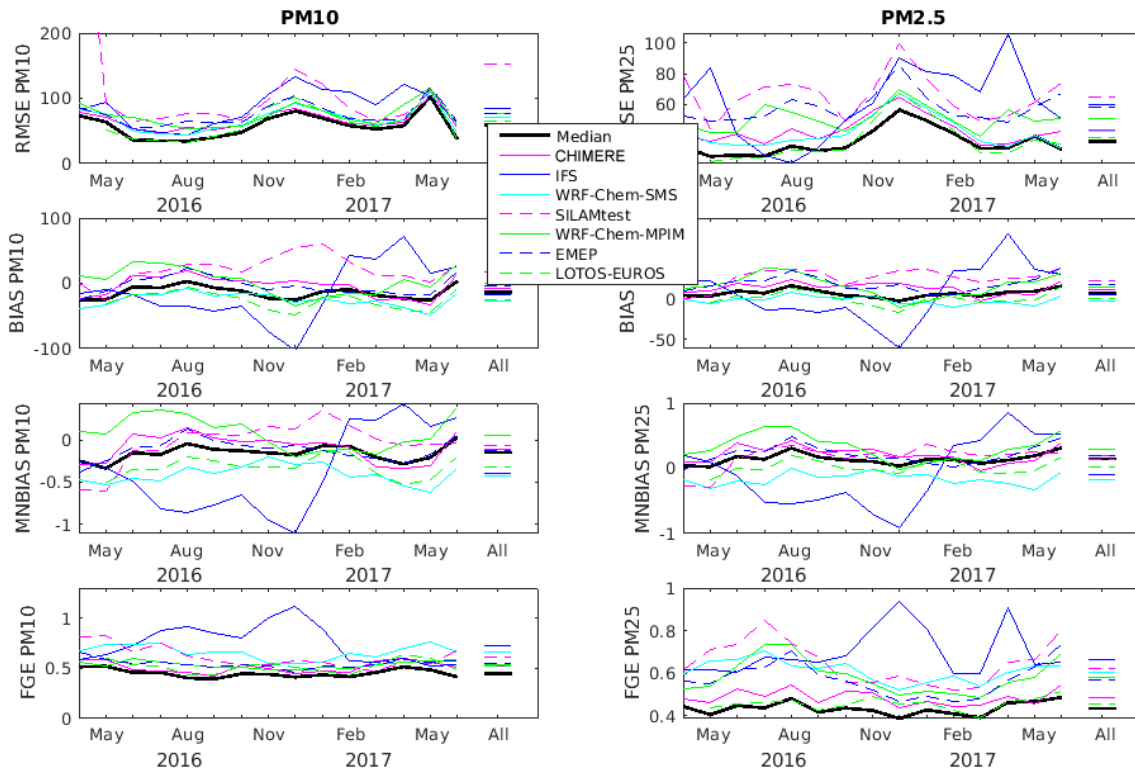 PM10
PM2.5
RMSE PM10
200
100
50
0
May
Aug
Nov
Feb
May
All
2016
2017
SE PM25
100
80
60
May
Aug
Nov
Feb
May
All
2016
2017
Median
CHIMERE
IFS
WRF-Chem-SMS
SILAMtest
WRF-Chem-MPIM
EMEP
LOTOS-EUROS
BIAS PM10
100
0
-100
May
Aug
Nov
Feb
May
All
2016
2017
BIAS
0
-50
May
Aug
Nov
Feb
May
All
2016
2017
MNBIAS PM10
0
-0.5
-1
May
Aug
Nov
Feb
May
All
2016
2017
MNBIAS PM25
1
0
-1
May
Aug
Nov
Feb
May
All
2016
2017
FGE PM10
1
0.5
0
May
Aug
Nov
Feb
May
All
2016
2017
FGE PM25
1
0.8
0.6
0.4
May
Aug
Nov
Feb
May
All
2016
2017